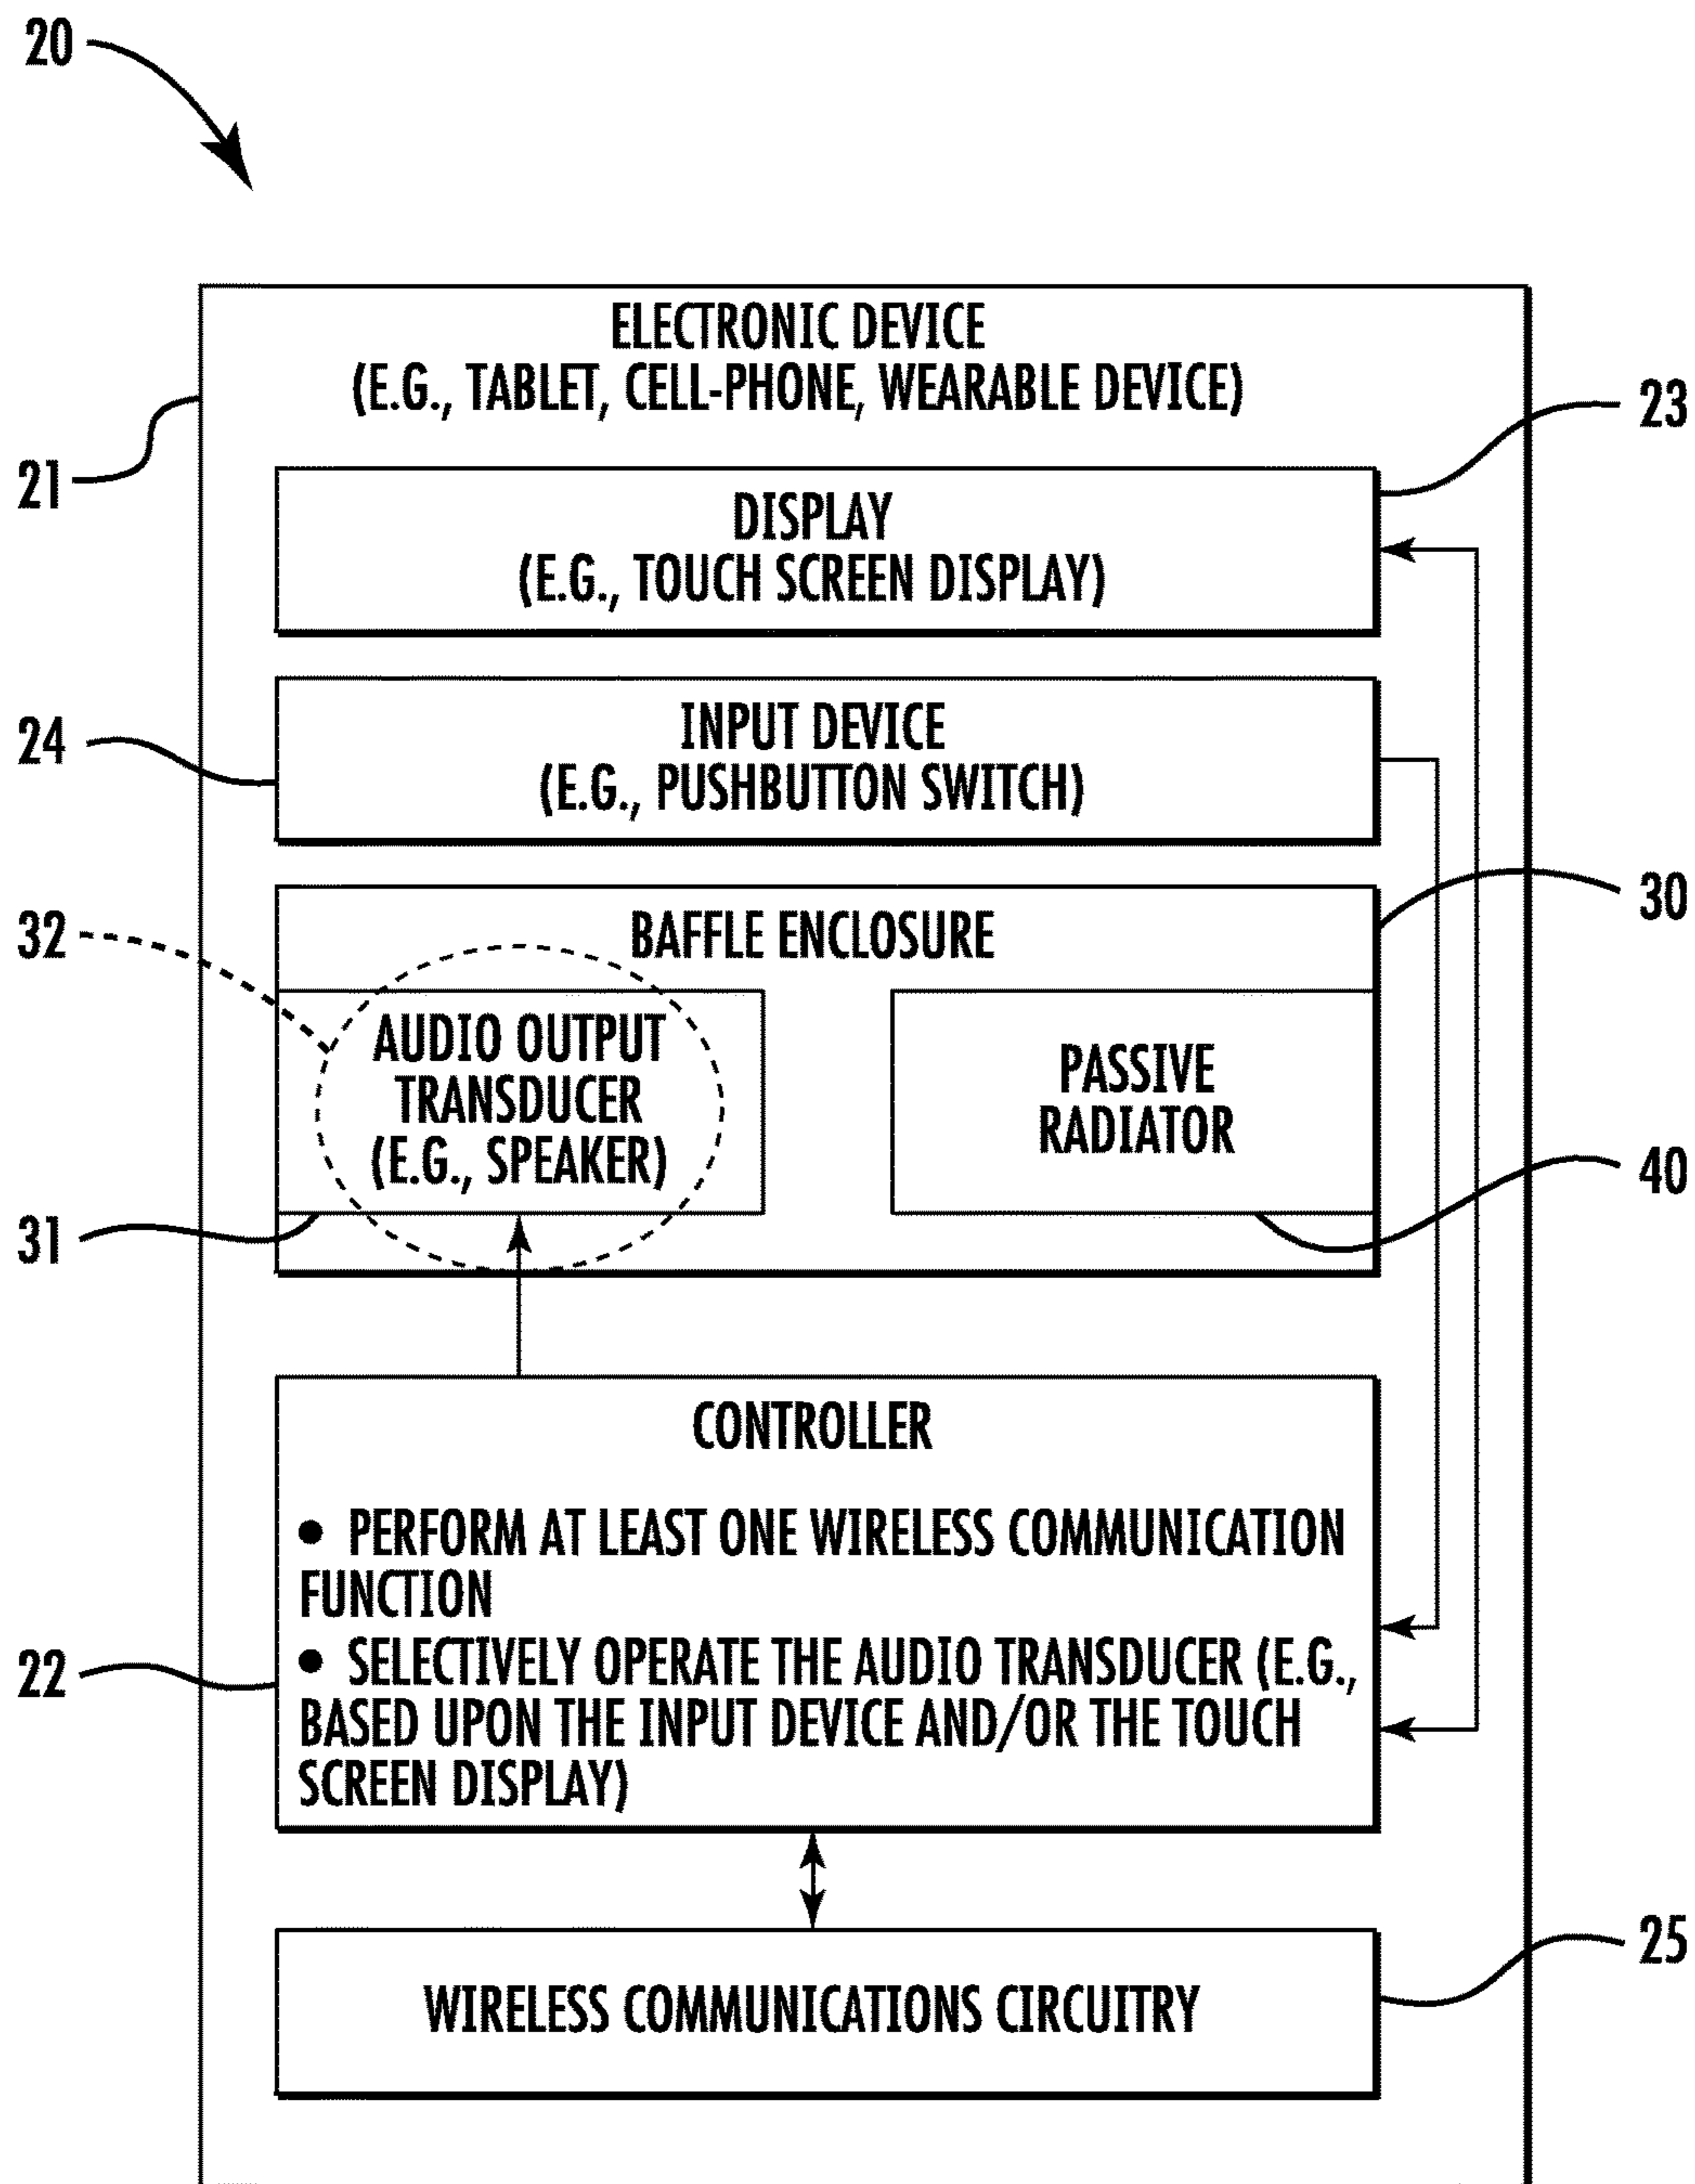 20
ELECTRONIC DEVICE
(E.G., TABLET, CELL-PHONE, WEARABLE DEVICE)
23
21
DISPLAY
(E.G., TOUCH SCREEN DISPLAY)
24
INPUT DEVICE
(E.G., PUSHBUTTON SWITCH)
30
32
BAFFLE ENCLOSURE
AUDIO OUTPUT
TRANSDUCER
(E.G., SPEAKER)
PASSIVE
RADIATOR
40
31
CONTROLLER
• PERFORM AT LEAST ONE WIRELESS COMMUNICATION
FUNCTION
• SELECTIVELY OPERATE THE AUDIO TRANSDUCER (E.G.,
BASED UPON THE INPUT DEVICE AND/OR THE TOUCH
SCREEN DISPLAY)
22
25
WIRELESS COMMUNICATIONS CIRCUITRY